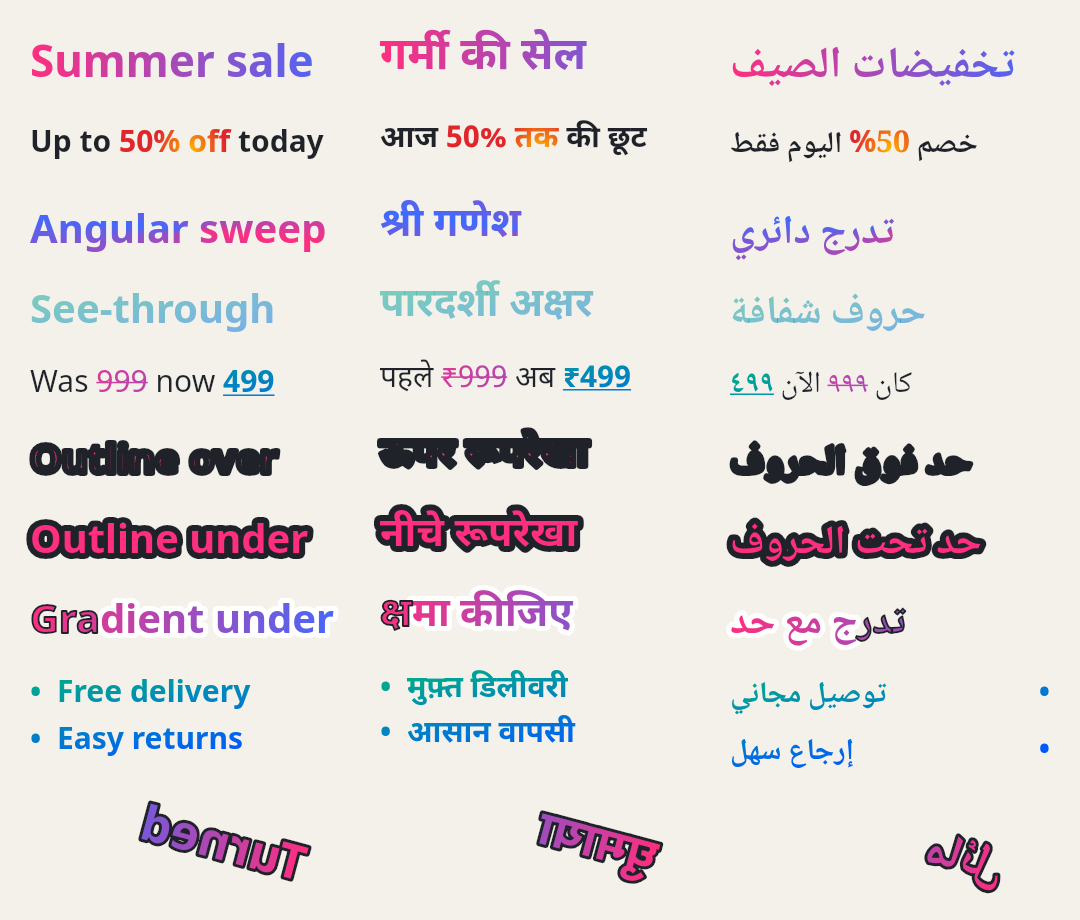 Summer sale
Up to 50% off today
Angular sweep
See-through
Was 999 now 499
Outline over
Outline under
Gradient under
• Free delivery
• Easy returns
Turned
गर्मी की सेल
आज 50% तक की छूट
श्री गणेश
पारदर्शी अक्षर
पहले ₹999 अब ₹499
ऊपर रूपरेखा
नीचे रूपरेखा
क्षमा कीजिए
• मुफ़्त डिलीवरी
• आसान वापसी
घुमाया
تخفيضات الصيف
خصم 50% اليوم فقط
تدرج دائري
حروف شفافة
كان ٩٩٩ الآن ٤٩٩
حد فوق الحروف
حد تحت الحروف
تدرج مع حد
• توصيل مجاني
• إرجاع سهل
مائل